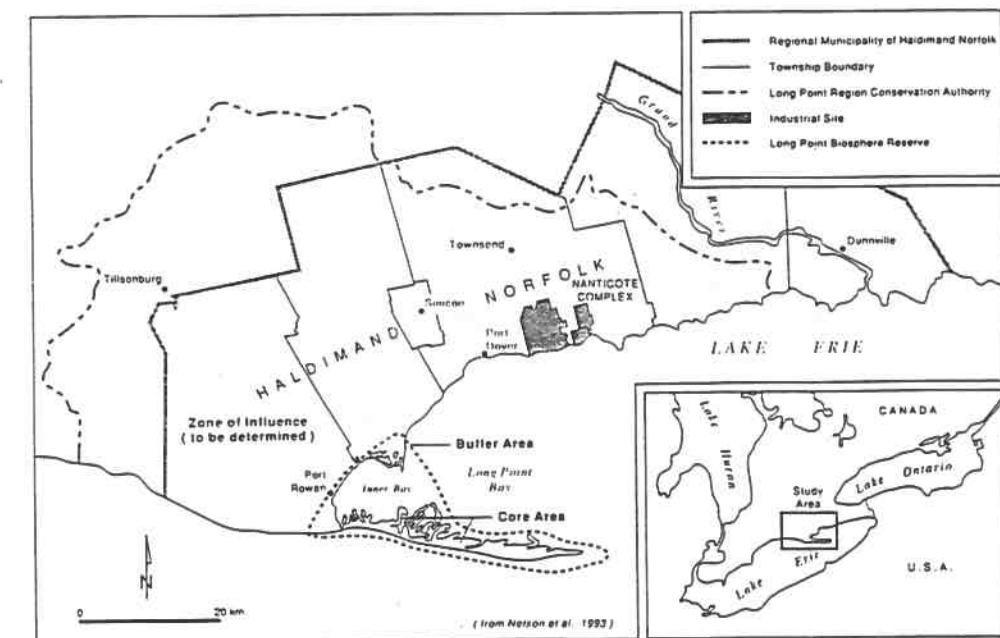 Regional Municipality of Haldimand Norfolk
Township Boundary
Long Point Region Conservation Authority
Industrial Site
Long Point Biosphere Reserve
Grand
River
Dunnville
Townsend
Tillsonburg
Simcoe
HALDIMAND NORFOLK
NANTICOTE
COMPLEX
Port
Dover
LAKE ERIE
Zone of Influence
( to be determined )
Buffer Area
Port
Rowan
Inner Bay
Long Point
Bay
Core Area
N
0 20 km
( from Nelson et al. 1993 )
CANADA
Lake
Huron
Lake Ontario
Study
Area
Lake Erie
U.S.A.